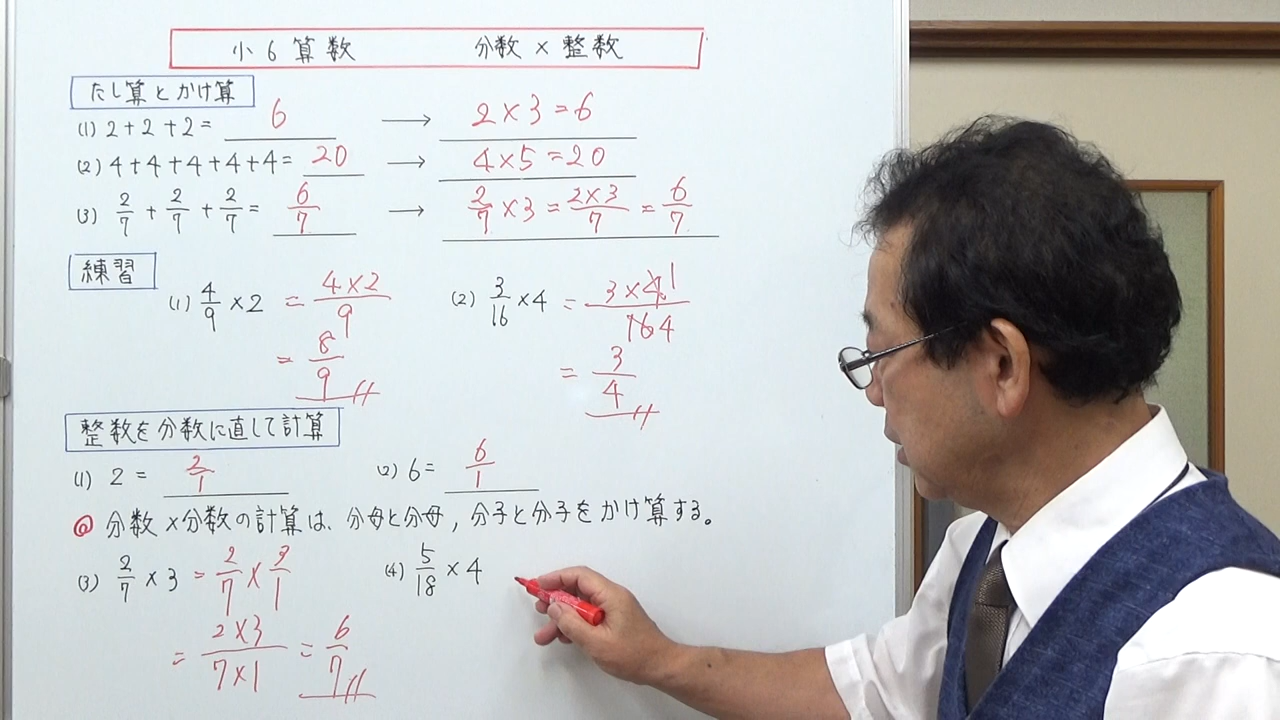 小6算数 分数×整数
たし算とかけ算
(1) 2+2+2= 6 → 2×3=6
(2) 4+4+4+4+4= 20 → 4×5=20
(3) 2/7 + 2/7 + 2/7 = 6/7 → 2/7 ×3 = 2×3/7 = 6/7
練習
(1) 4/9 ×2 = 4×2/9 (2) 3/16 ×4 = 3×4 1/16 4
= 8/9 = 3/4
整数を分数に直して計算
(1) 2 = 2/1 (2) 6= 6/1
◎ 分数×分数の計算は、分母と分母,分子と分子をかけ算する。
(3) 2/7 × 3 = 2/7 × 3/1 (4) 5/18 × 4
= 2×3/7×1 = 6/7